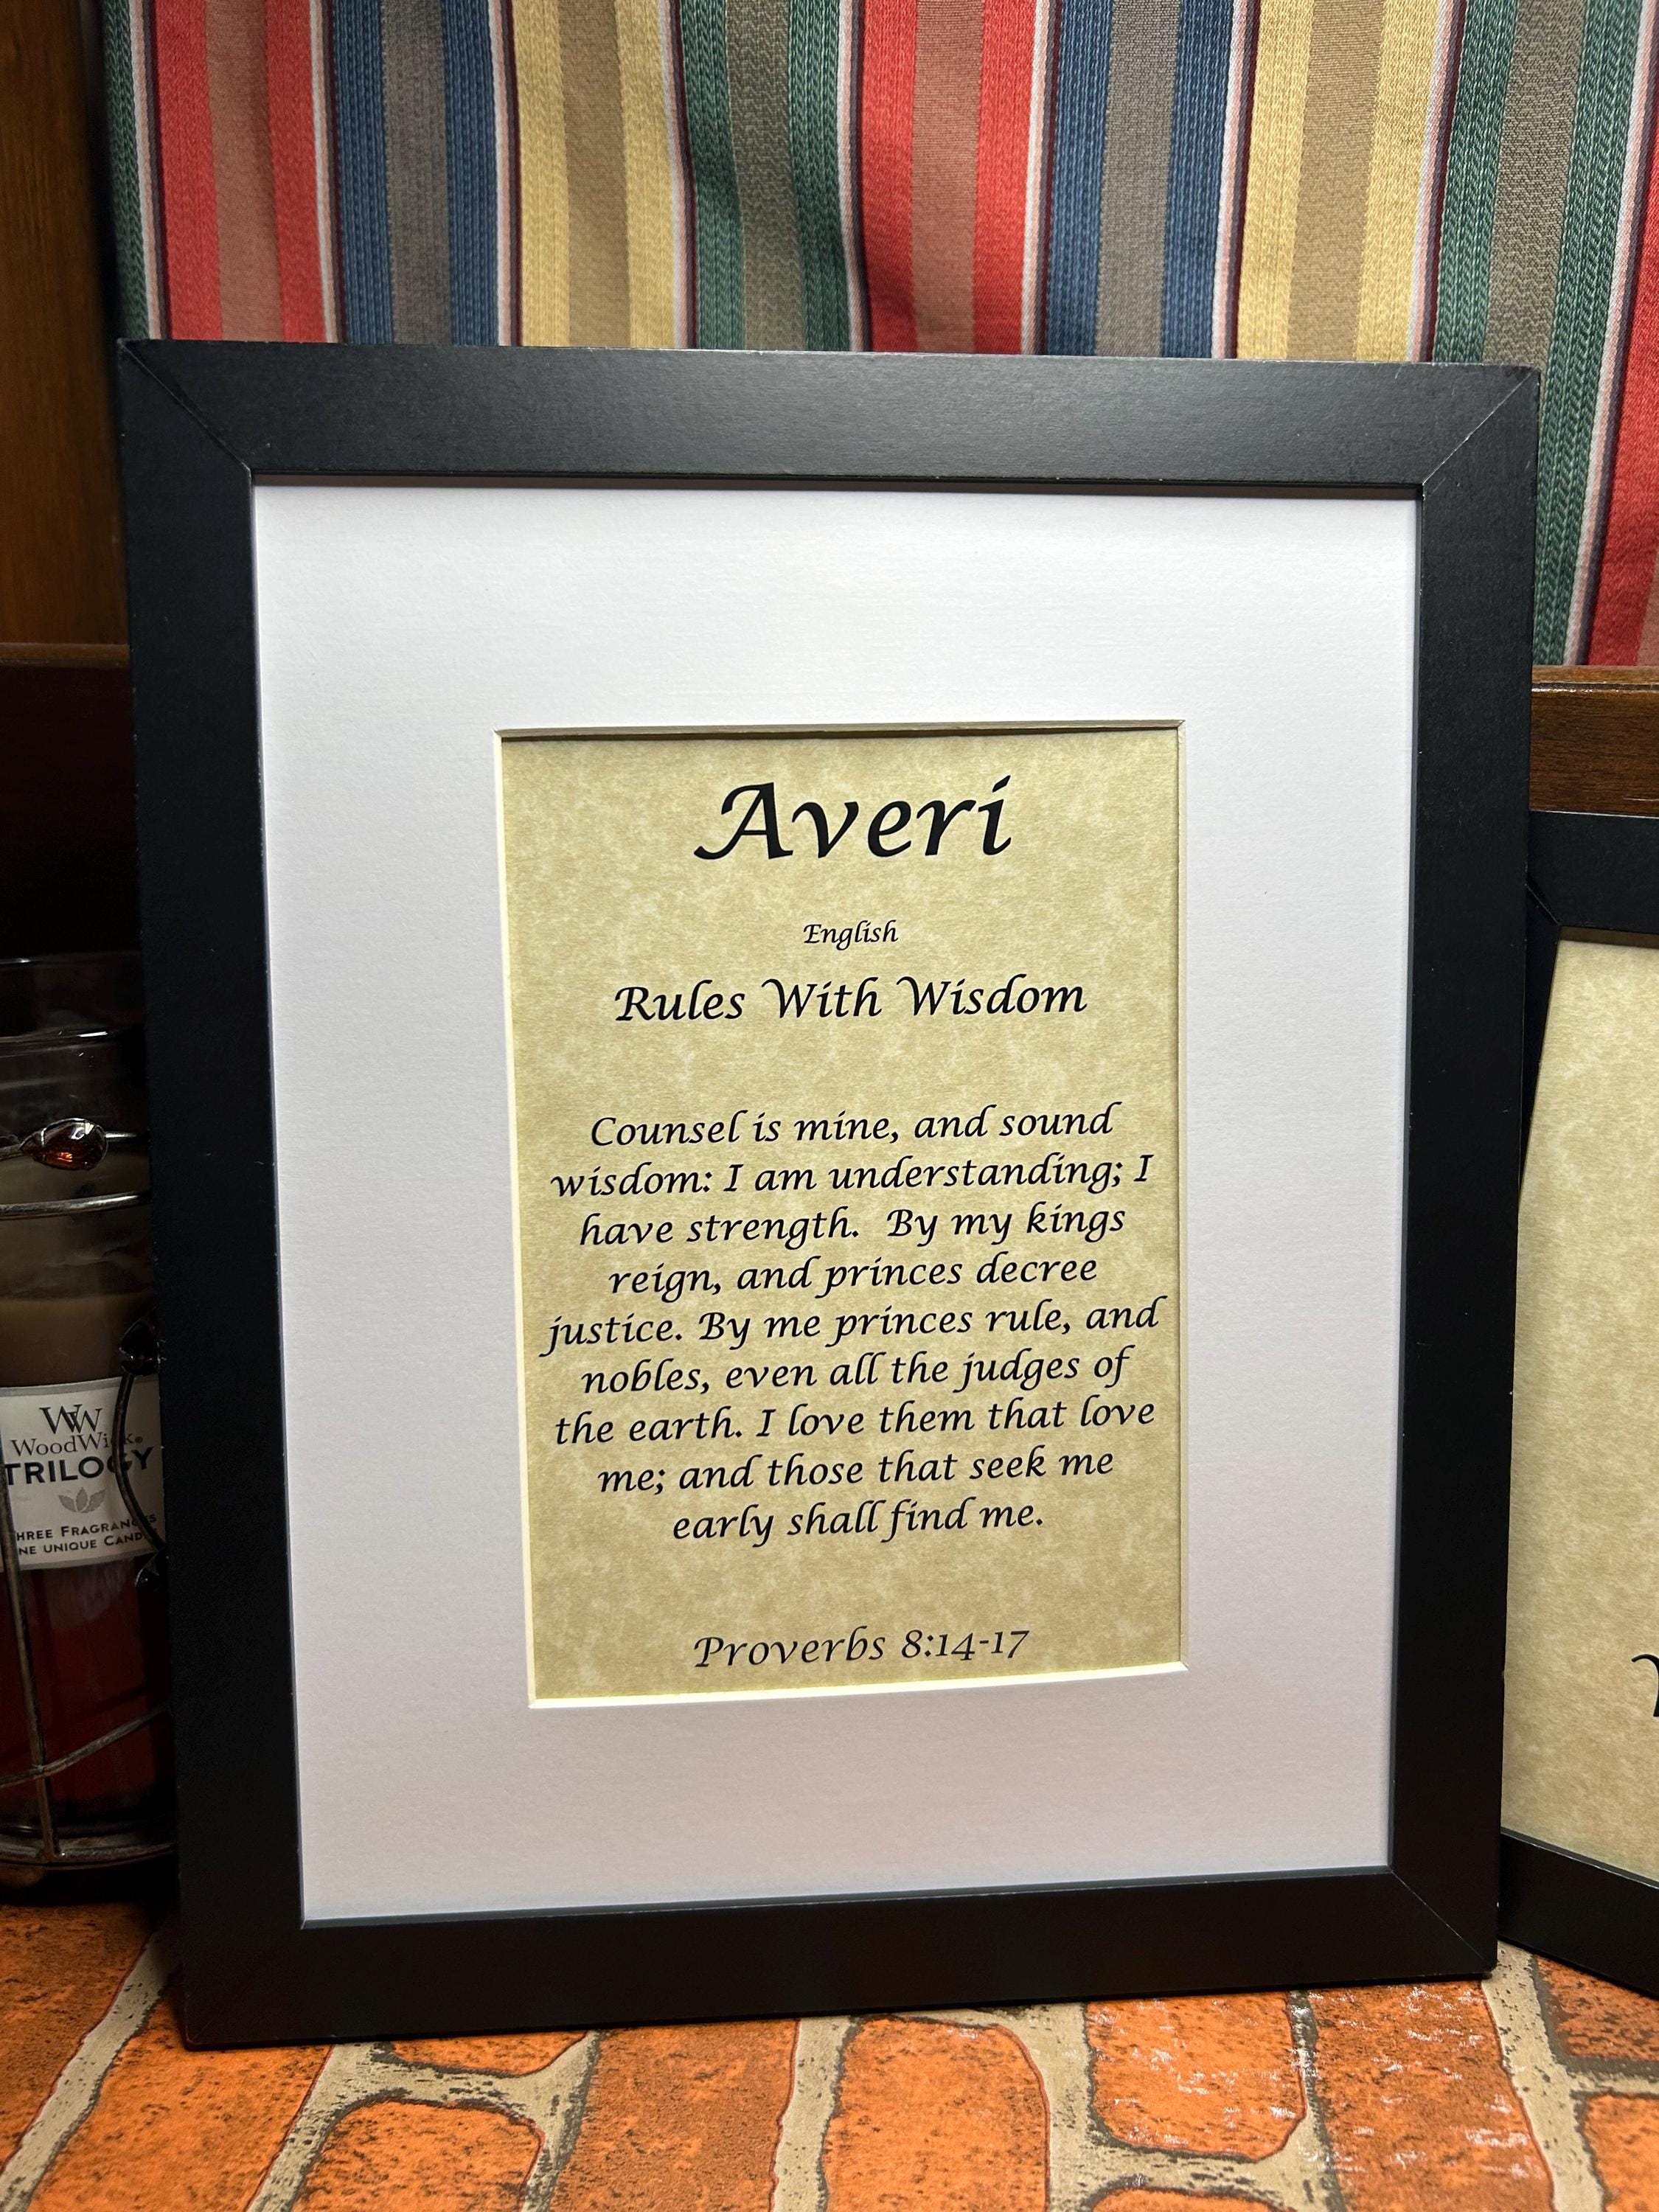 Averi
English
Rules With Wisdom
Counsel is mine, and sound
wisdom: I am understanding; I
have strength.  By my kings
reign, and princes decree
justice. By me princes rule, and
nobles, even all the judges of
the earth. I love them that love
me; and those that seek me
early shall find me.
Proverbs 8:14-17
WW
WoodWick
TRILOGY